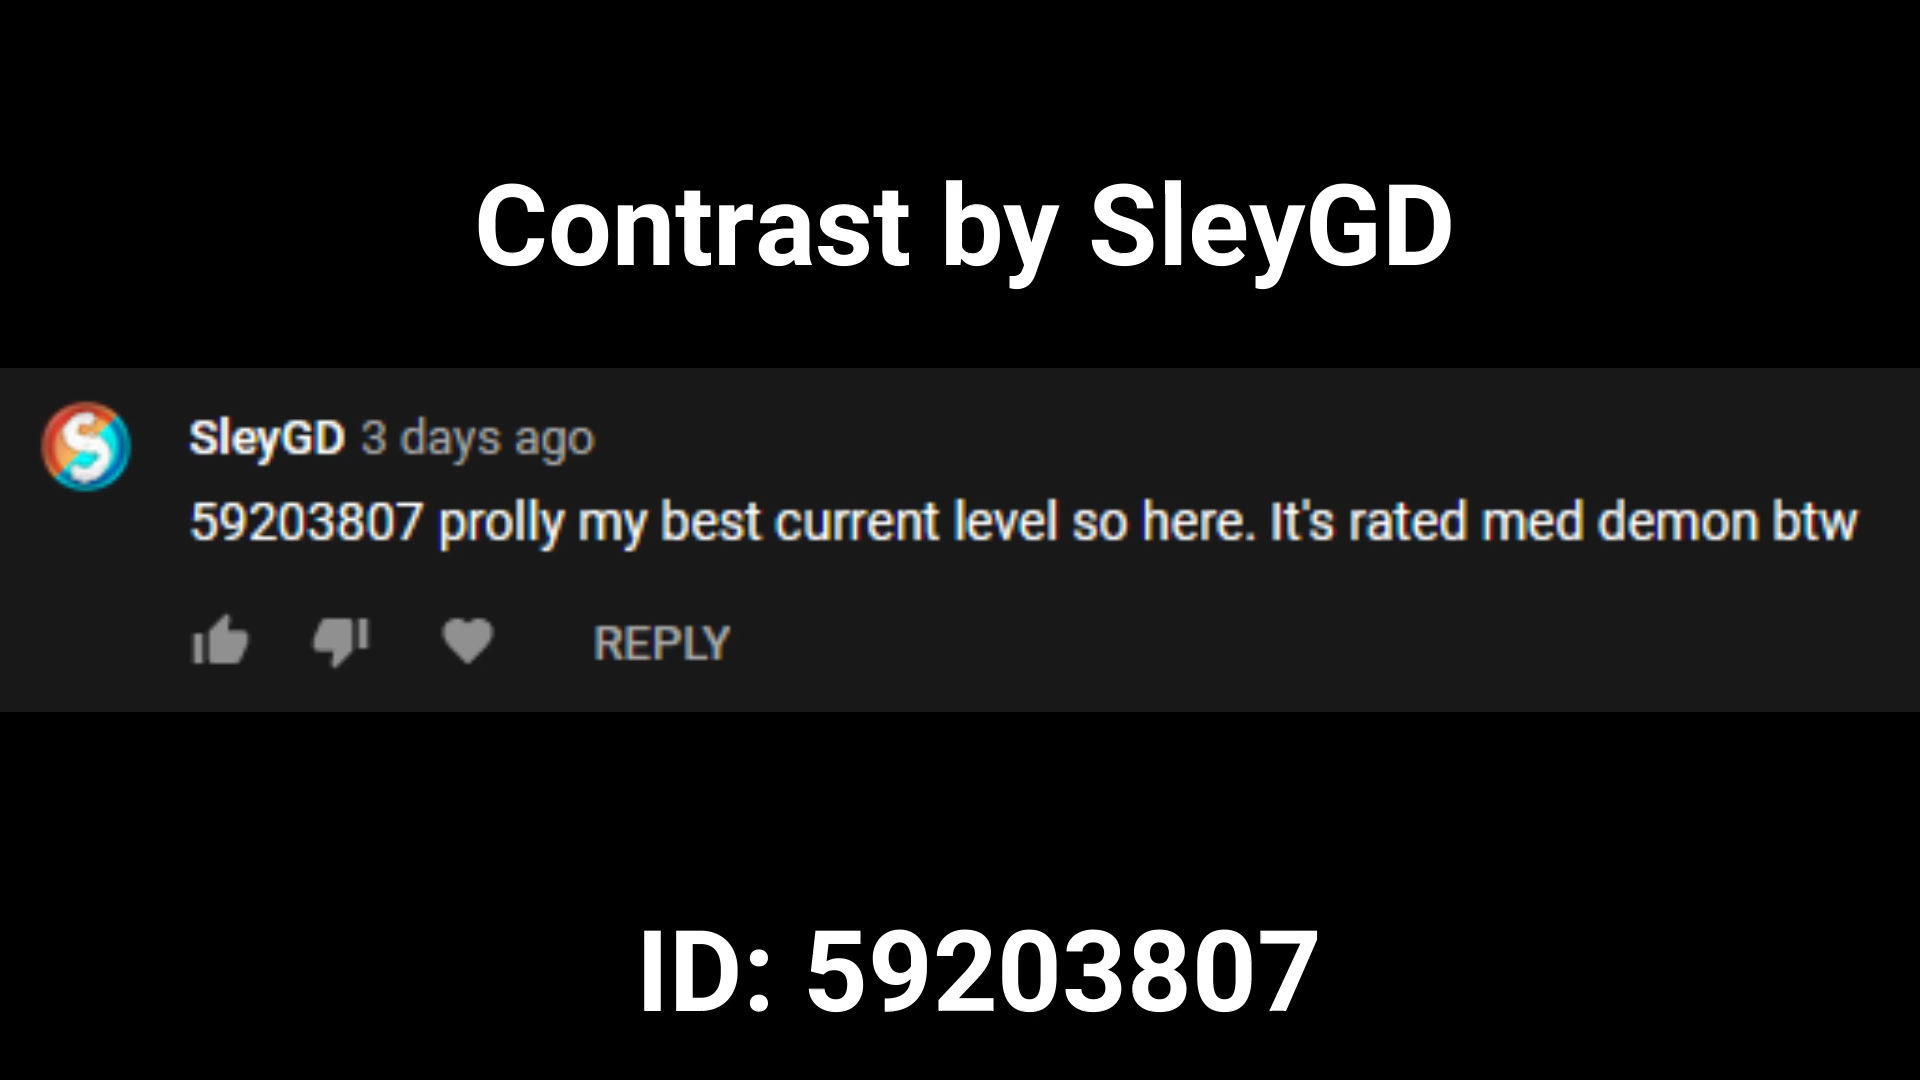 Contrast by SleyGD
SleyGD 3 days ago
59203807 prolly my best current level so here. It's rated med demon btw
REPLY
ID: 59203807